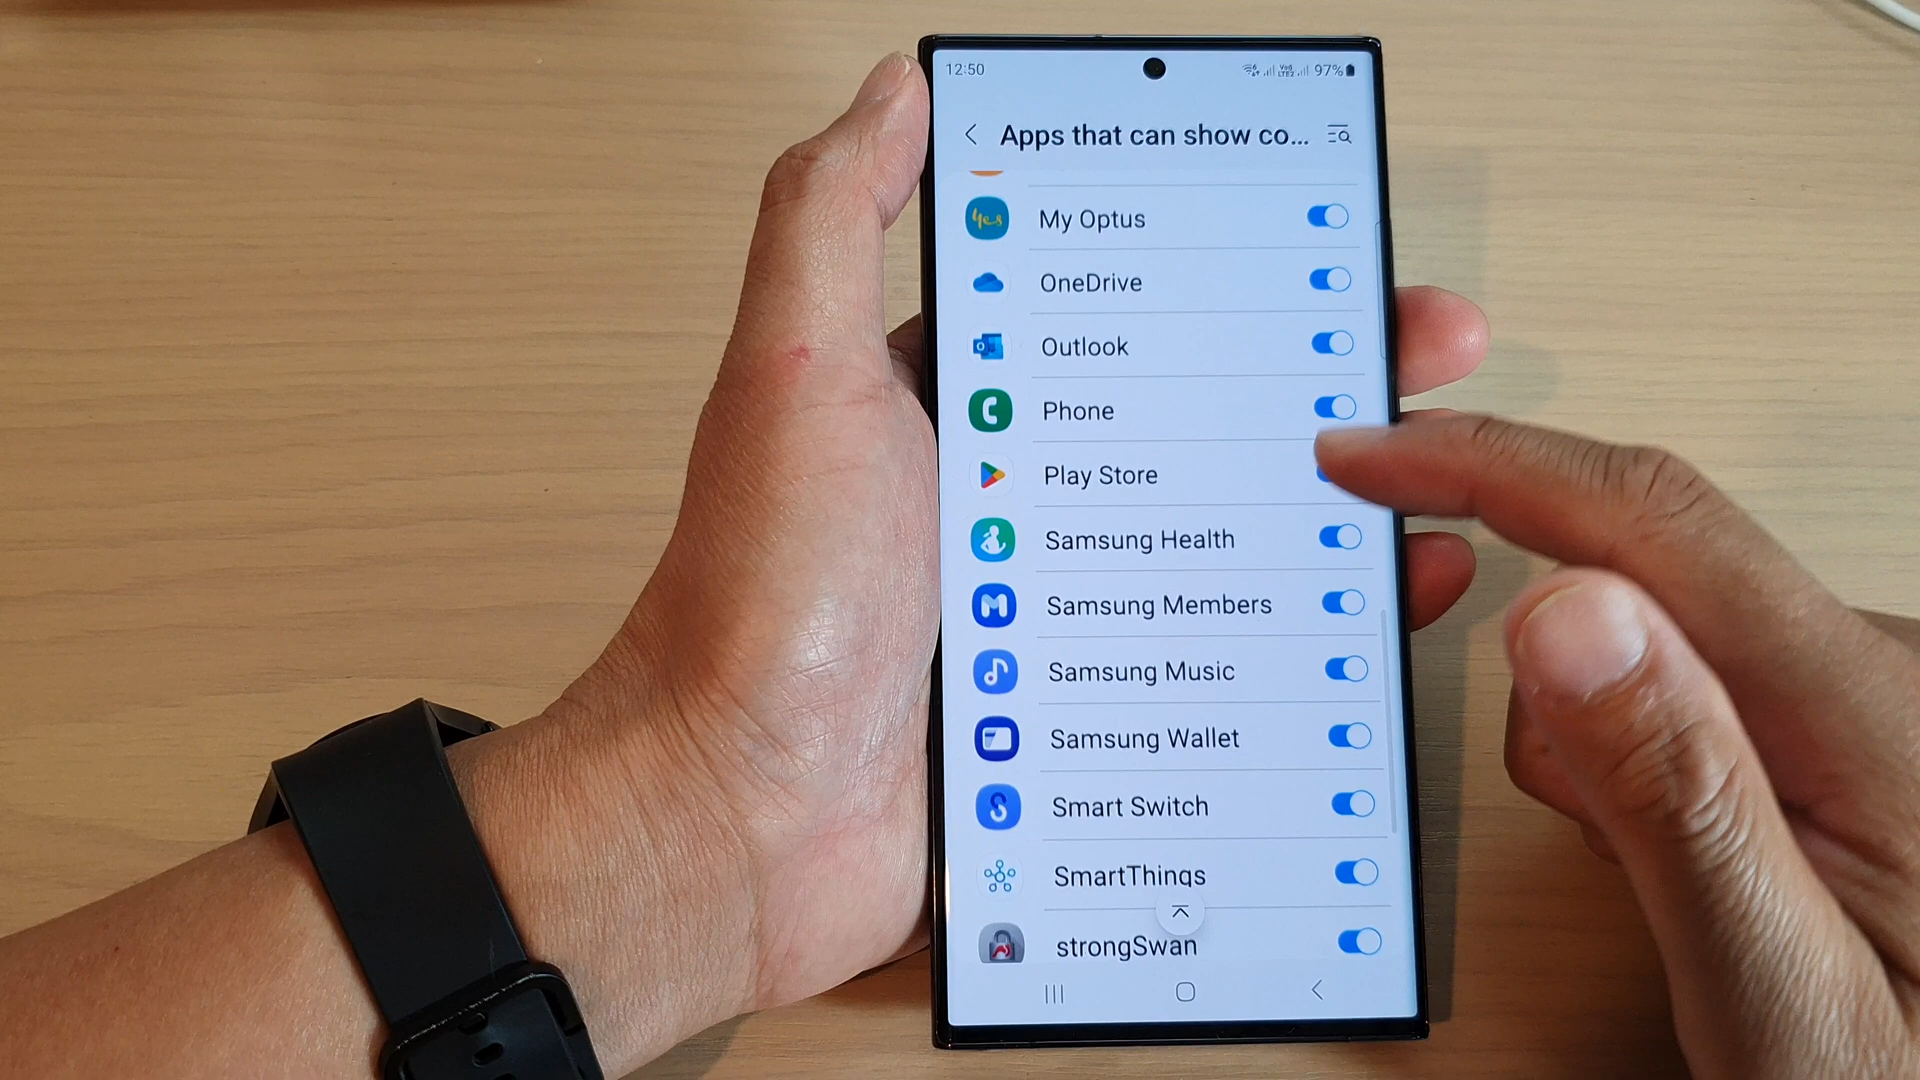 12:50
97%
Apps that can show co...
yes
My Optus
OneDrive
Outlook
Phone
Play Store
Samsung Health
Samsung Members
Samsung Music
Samsung Wallet
Smart Switch
SmartThings
strongSwan